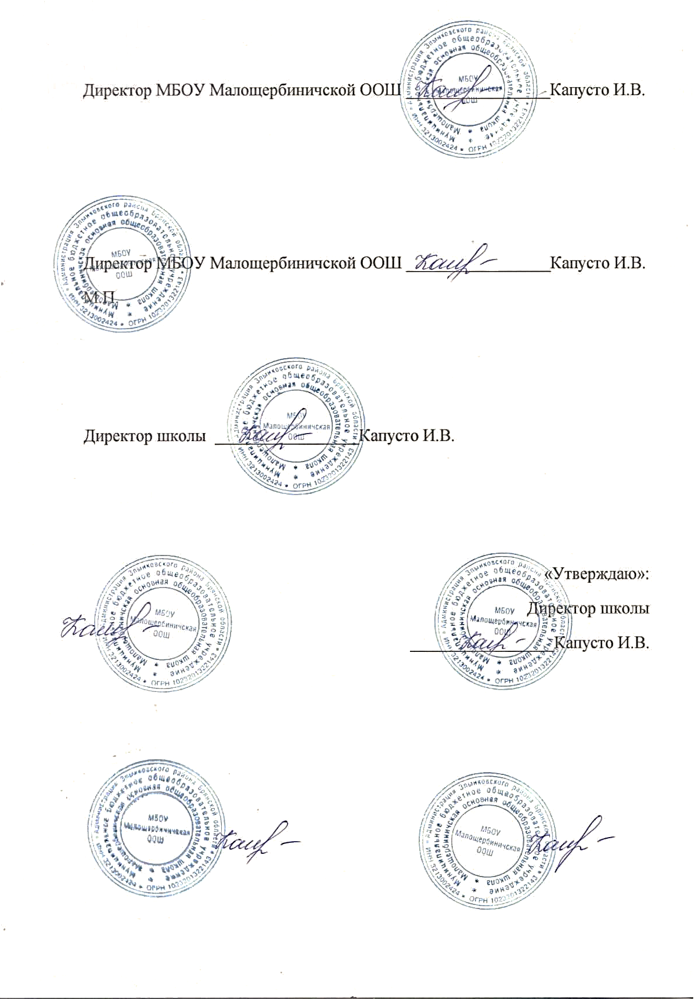 Директор МБОУ Малощербиничской ООШ __________________Капусто И.В.
Администрация Злынковского района Брянской области * ИНН 3213002424 * ОГРН 1023201322143
Муниципальное бюджетное общеобразовательное учреждение
Малощербиничская основная общеобразовательная школа
МБОУ
Малощербиничская
ООШ
Директор МБОУ Малощербиничской ООШ __________________Капусто И.В.
М.П.
Администрация Злынковского района Брянской области * ИНН 3213002424 * ОГРН 1023201322143
Муниципальное бюджетное общеобразовательное учреждение
Малощербиничская основная общеобразовательная школа
МБОУ
Малощербиничская
ООШ
Директор школы __________________Капусто И.В.
Администрация Злынковского района Брянской области * ИНН 3213002424 * ОГРН 1023201322143
Муниципальное бюджетное общеобразовательное учреждение
Малощербиничская основная общеобразовательная школа
МБОУ
Малощербиничская
ООШ
Администрация Злынковского района Брянской области * ИНН 3213002424 * ОГРН 1023201322143
Муниципальное бюджетное общеобразовательное учреждение
Малощербиничская основная общеобразовательная школа
МБОУ
Малощербиничская
ООШ
«Утверждаю»:
Директор школы
__________________Капусто И.В.
Администрация Злынковского района Брянской области * ИНН 3213002424 * ОГРН 1023201322143
Муниципальное бюджетное общеобразовательное учреждение
Малощербиничская основная общеобразовательная школа
МБОУ
Малощербиничская
ООШ
Администрация Злынковского района Брянской области * ИНН 3213002424 * ОГРН 1023201322143
Муниципальное бюджетное общеобразовательное учреждение
Малощербиничская основная общеобразовательная школа
МБОУ
Малощербиничская
ООШ
Администрация Злынковского района Брянской области * ИНН 3213002424 * ОГРН 1023201322143
Муниципальное бюджетное общеобразовательное учреждение
Малощербиничская основная общеобразовательная школа
МБОУ
Малощербиничская
ООШ